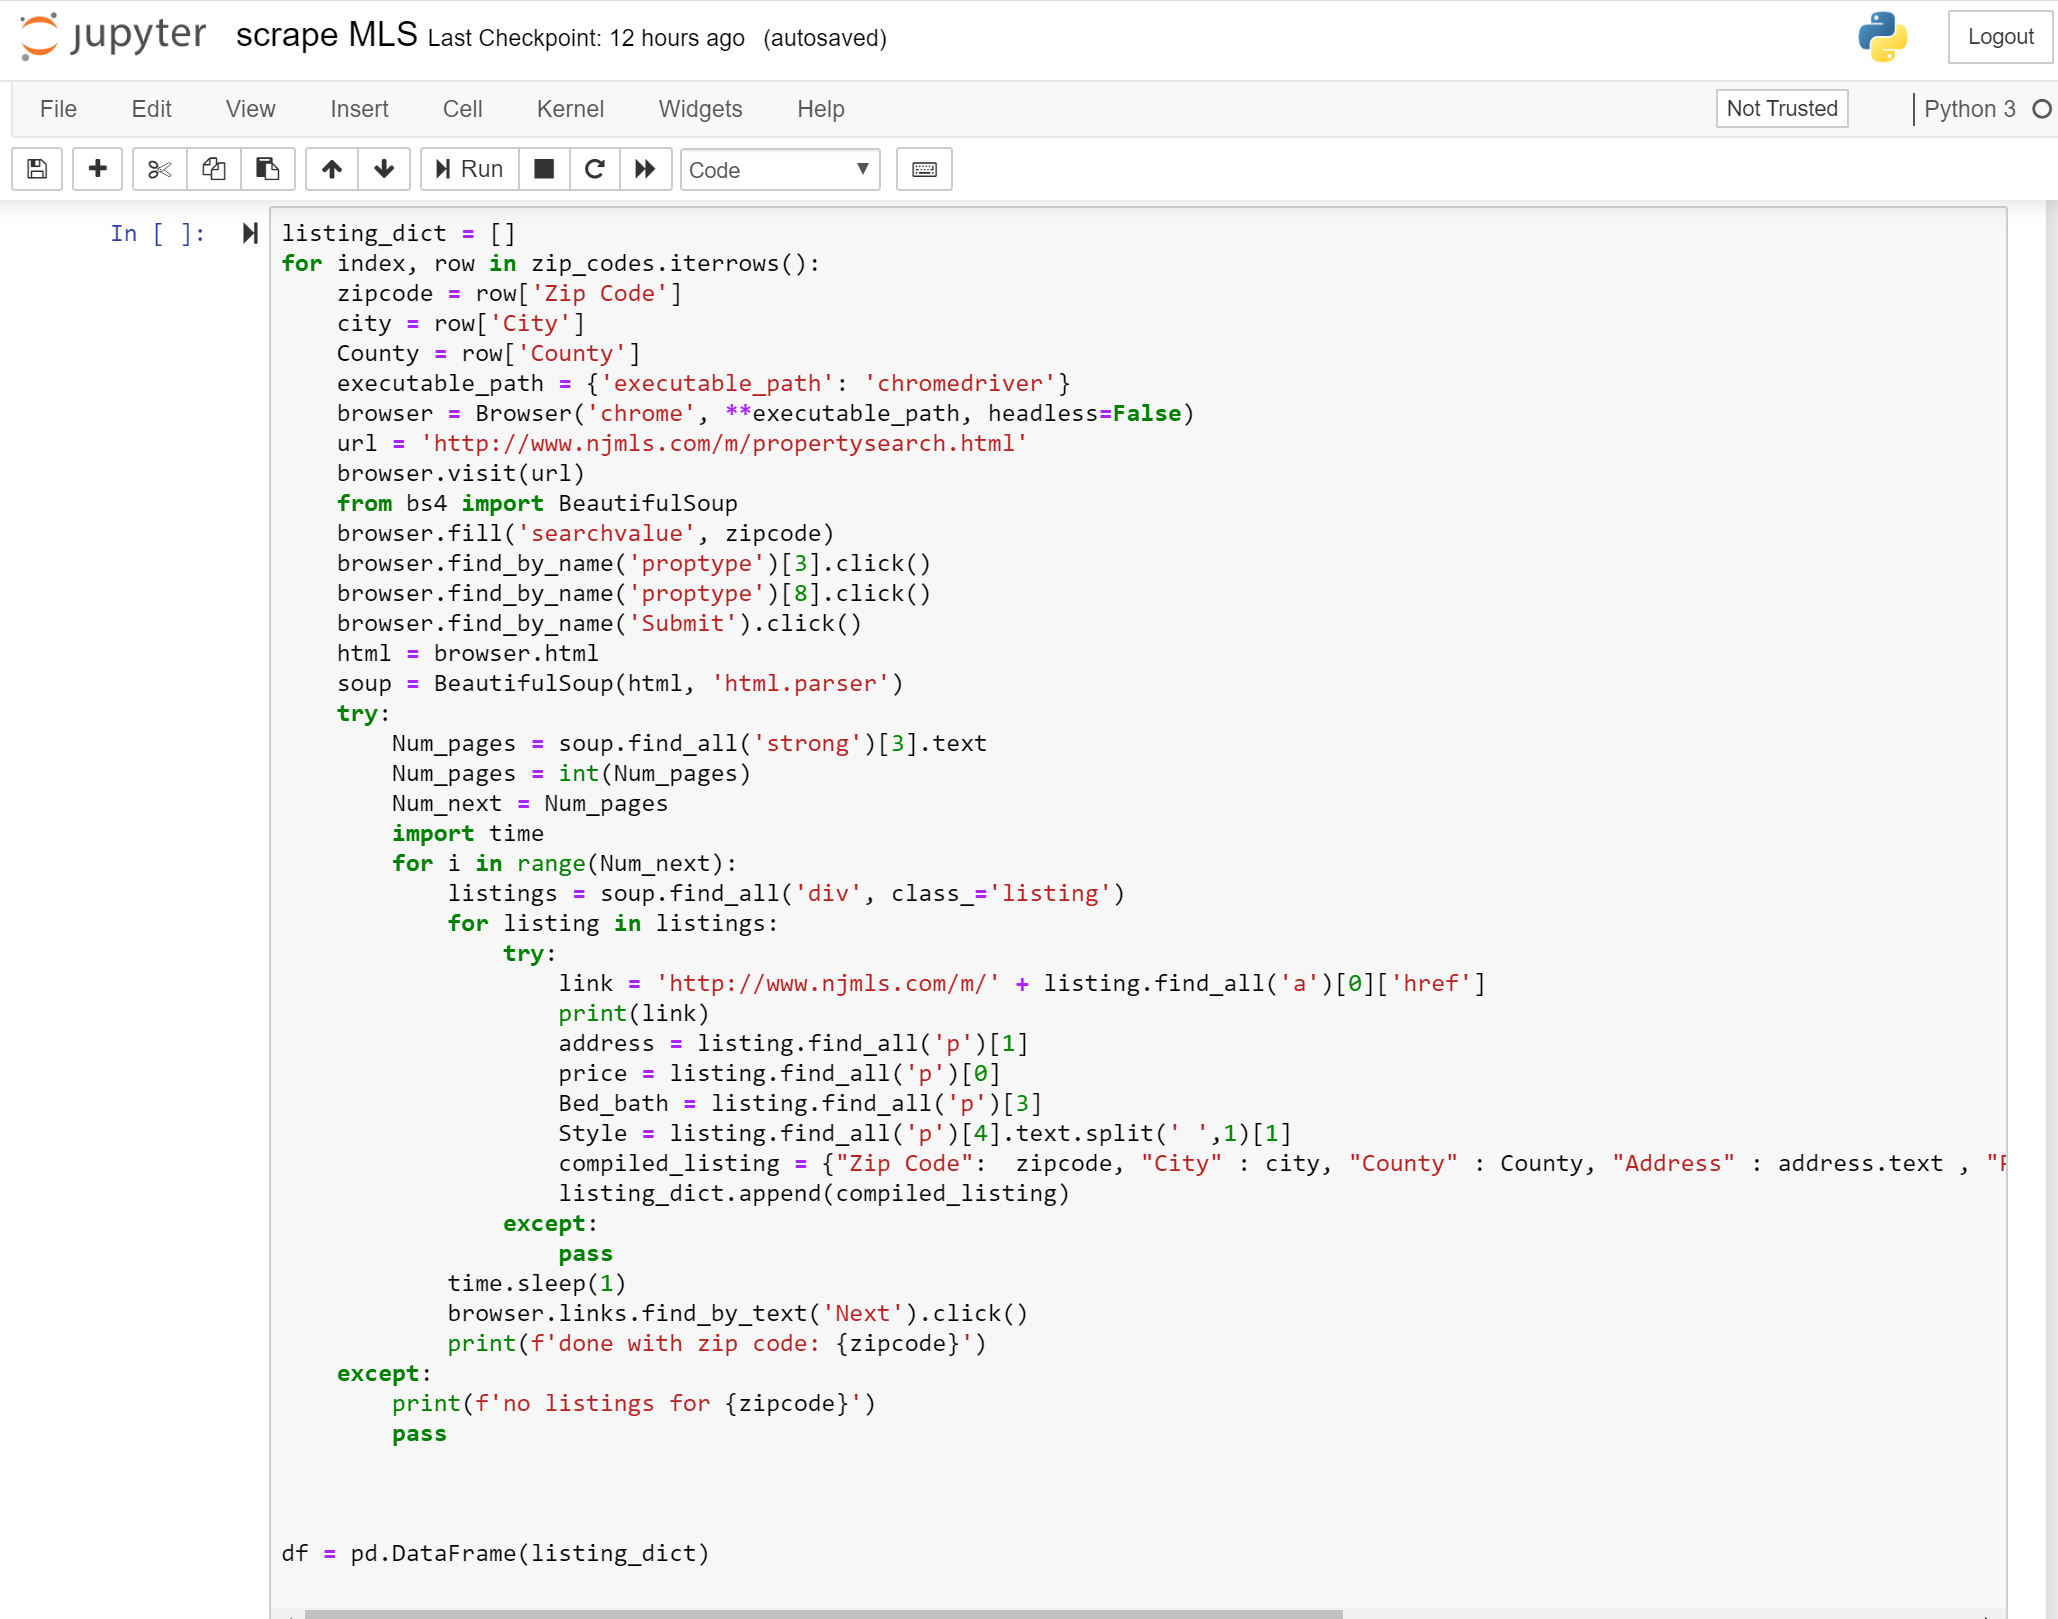 jupyter scrape MLS Last Checkpoint: 12 hours ago (autosaved) Logout
File Edit View Insert Cell Kernel Widgets Help Not Trusted Python 3
Run Code
In [ ]:
listing_dict = []
for index, row in zip_codes.iterrows():
    zipcode = row['Zip Code']
    city = row['City']
    County = row['County']
    executable_path = {'executable_path': 'chromedriver'}
    browser = Browser('chrome', **executable_path, headless=False)
    url = 'http://www.njmls.com/m/propertysearch.html'
    browser.visit(url)
    from bs4 import BeautifulSoup
    browser.fill('searchvalue', zipcode)
    browser.find_by_name('proptype')[3].click()
    browser.find_by_name('proptype')[8].click()
    browser.find_by_name('Submit').click()
    html = browser.html
    soup = BeautifulSoup(html, 'html.parser')
    try:
        Num_pages = soup.find_all('strong')[3].text
        Num_pages = int(Num_pages)
        Num_next = Num_pages
        import time
        for i in range(Num_next):
            listings = soup.find_all('div', class_='listing')
            for listing in listings:
                try:
                    link = 'http://www.njmls.com/m/' + listing.find_all('a')[0]['href']
                    print(link)
                    address = listing.find_all('p')[1]
                    price = listing.find_all('p')[0]
                    Bed_bath = listing.find_all('p')[3]
                    Style = listing.find_all('p')[4].text.split(' ',1)[1]
                    compiled_listing = {"Zip Code":  zipcode, "City" : city, "County" : County, "Address" : address.text , "
                    listing_dict.append(compiled_listing)
                except:
                    pass
            time.sleep(1)
            browser.links.find_by_text('Next').click()
            print(f'done with zip code: {zipcode}')
    except:
        print(f'no listings for {zipcode}')
        pass
df = pd.DataFrame(listing_dict)